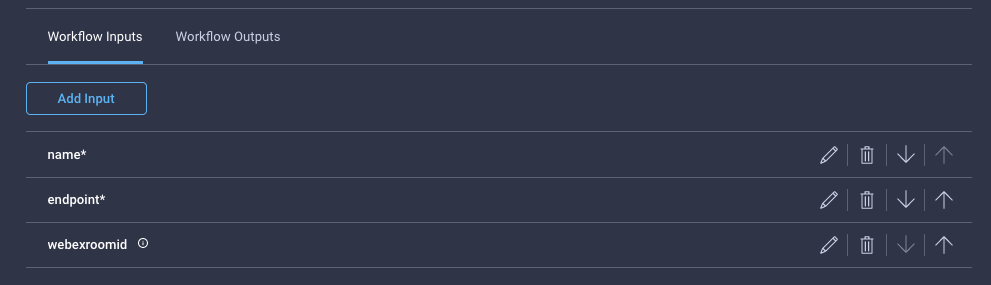 Workflow Inputs Workflow Outputs
Add Input
name*
endpoint*
webexroomid